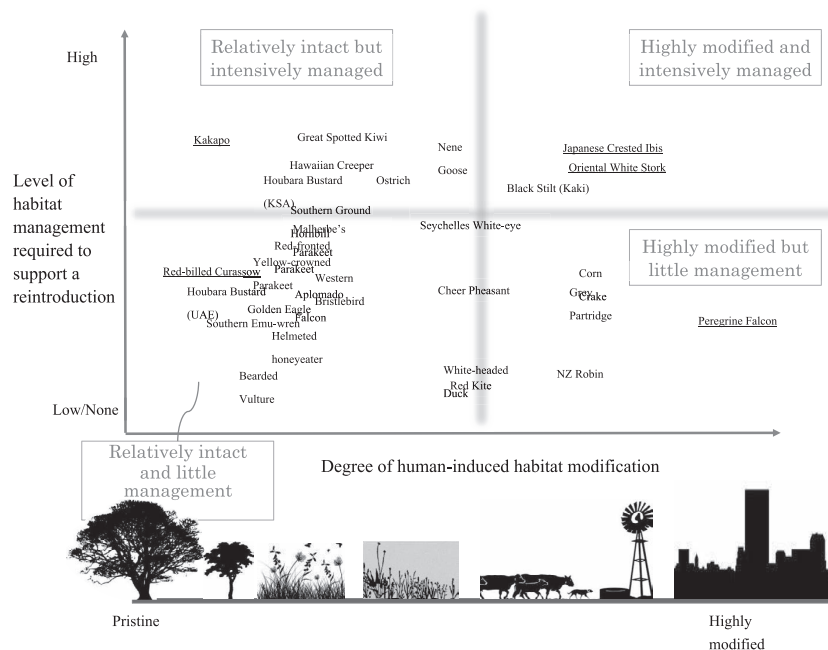 Relatively intact but
intensively managed
Highly modified and
intensively managed
High
Level of
habitat
management
required to
support a
reintroduction
Low/None
Kakapo
Great Spotted Kiwi
Nene
Goose
Japanese Crested Ibis
Oriental White Stork
Hawaiian Creeper
Houbara Bustard
(KSA)
Ostrich
Black Stilt (Kaki)
Southern Ground
Hornbill
Malherbe's
Parakeet
Seychelles White-eye
Highly modified but
little management
Red-fronted
Parakeet
Yellow-crowned
Parakeet
Red-billed Curassow
Houbara Bustard
(UAE)
Western
Bristlebird
Aplomado
Falcon
Golden Eagle
Southern Emu-wren
Helmeted
honeyeater
Cheer Pheasant
Corn
Crake
Grey
Partridge
Peregrine Falcon
Bearded
Vulture
White-headed
Duck
Red Kite
NZ Robin
Relatively intact
and little
management
Degree of human-induced habitat modification
Pristine
Highly
modified